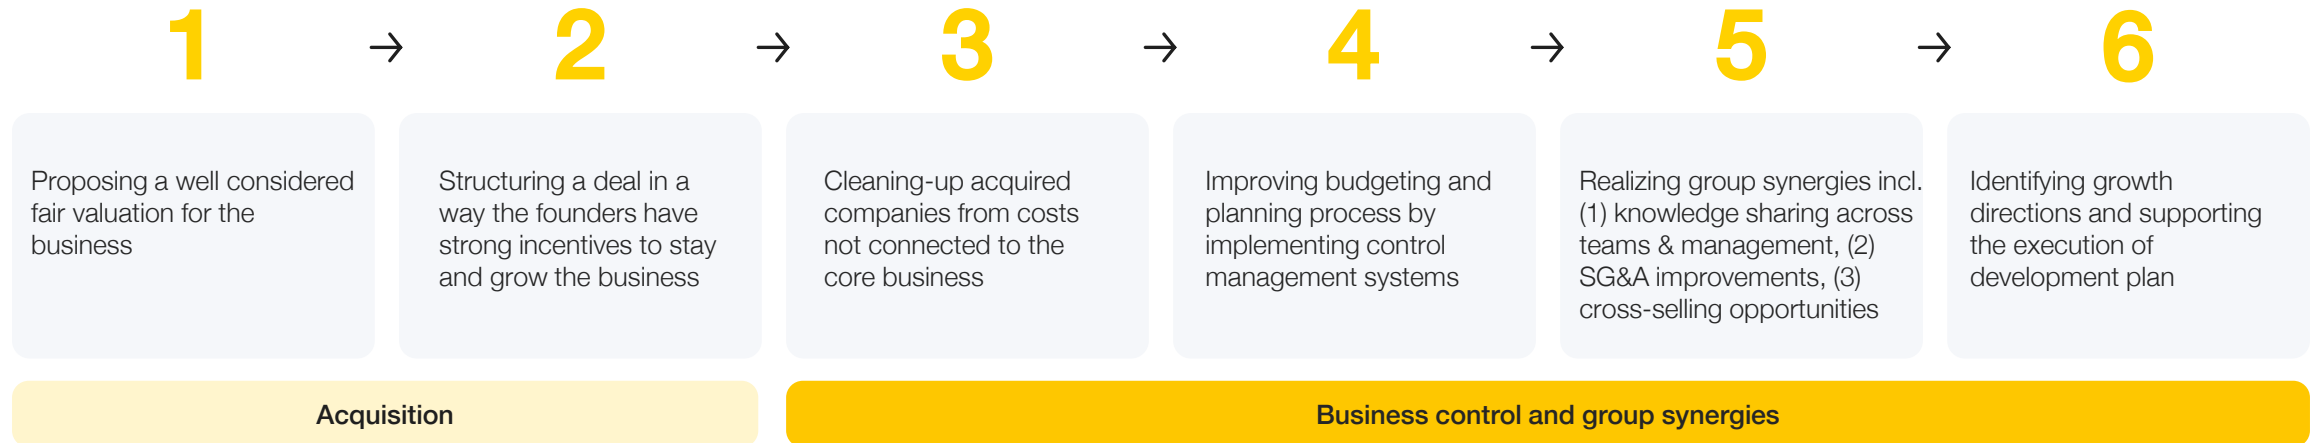 1
2
3
4
5
6
Proposing a well considered
fair valuation for the
business
Structuring a deal in a
way the founders have
strong incentives to stay
and grow the business
Cleaning-up acquired
companies from costs
not connected to the
core business
Improving budgeting and
planning process by
implementing control
management systems
Realizing group synergies incl.
(1) knowledge sharing across
teams & management, (2)
SG&A improvements, (3)
cross-selling opportunities
Identifying growth
directions and supporting
the execution of
development plan
Acquisition
Business control and group synergies